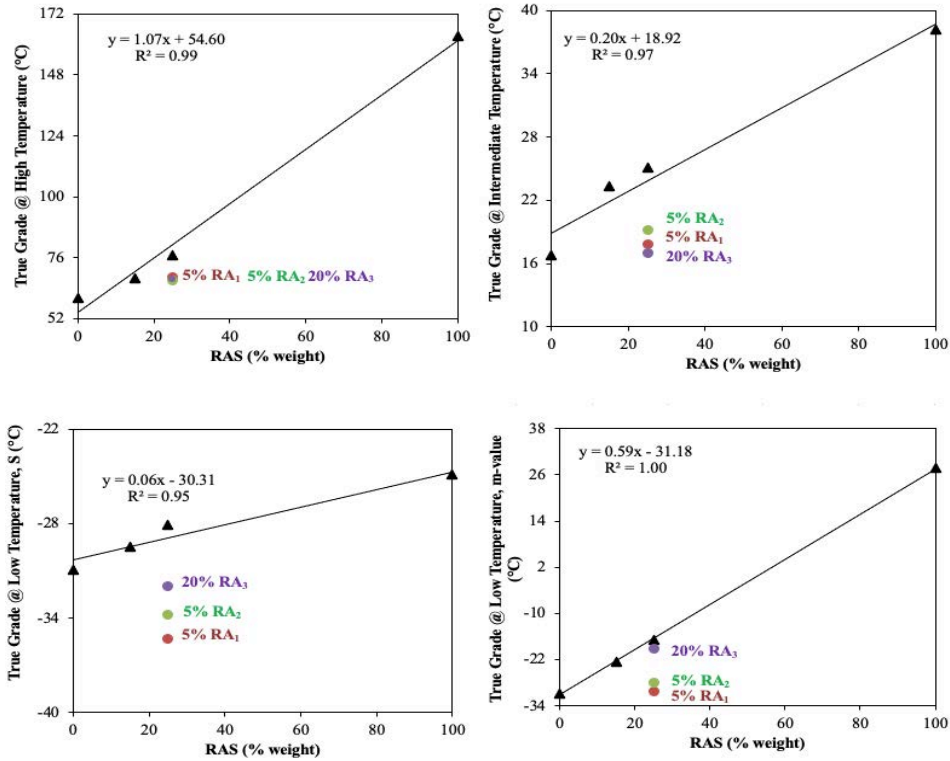 True Grade @ High Temperature (°C)
172
148
124
100
76
52
y = 1.07x + 54.60
R² = 0.99
5% RA₁ 5% RA₂ 20% RA₃
0 20 40 60 80 100
RAS (% weight)
True Grade @ Intermediate Temperature (°C)
40
34
28
22
16
10
y = 0.20x + 18.92
R² = 0.97
5% RA₂
5% RA₁
20% RA₃
0 20 40 60 80 100
RAS (% weight)
True Grade @ Low Temperature, S (°C)
-22
-28
-34
-40
y = 0.06x - 30.31
R² = 0.95
20% RA₃
5% RA₂
5% RA₁
0 20 40 60 80 100
RAS (% weight)
True Grade @ Low Temperature, m-value
(°C)
38
26
14
2
-10
-22
-34
y = 0.59x - 31.18
R² = 1.00
20% RA₃
5% RA₂
5% RA₁
0 20 40 60 80 100
RAS (% weight)